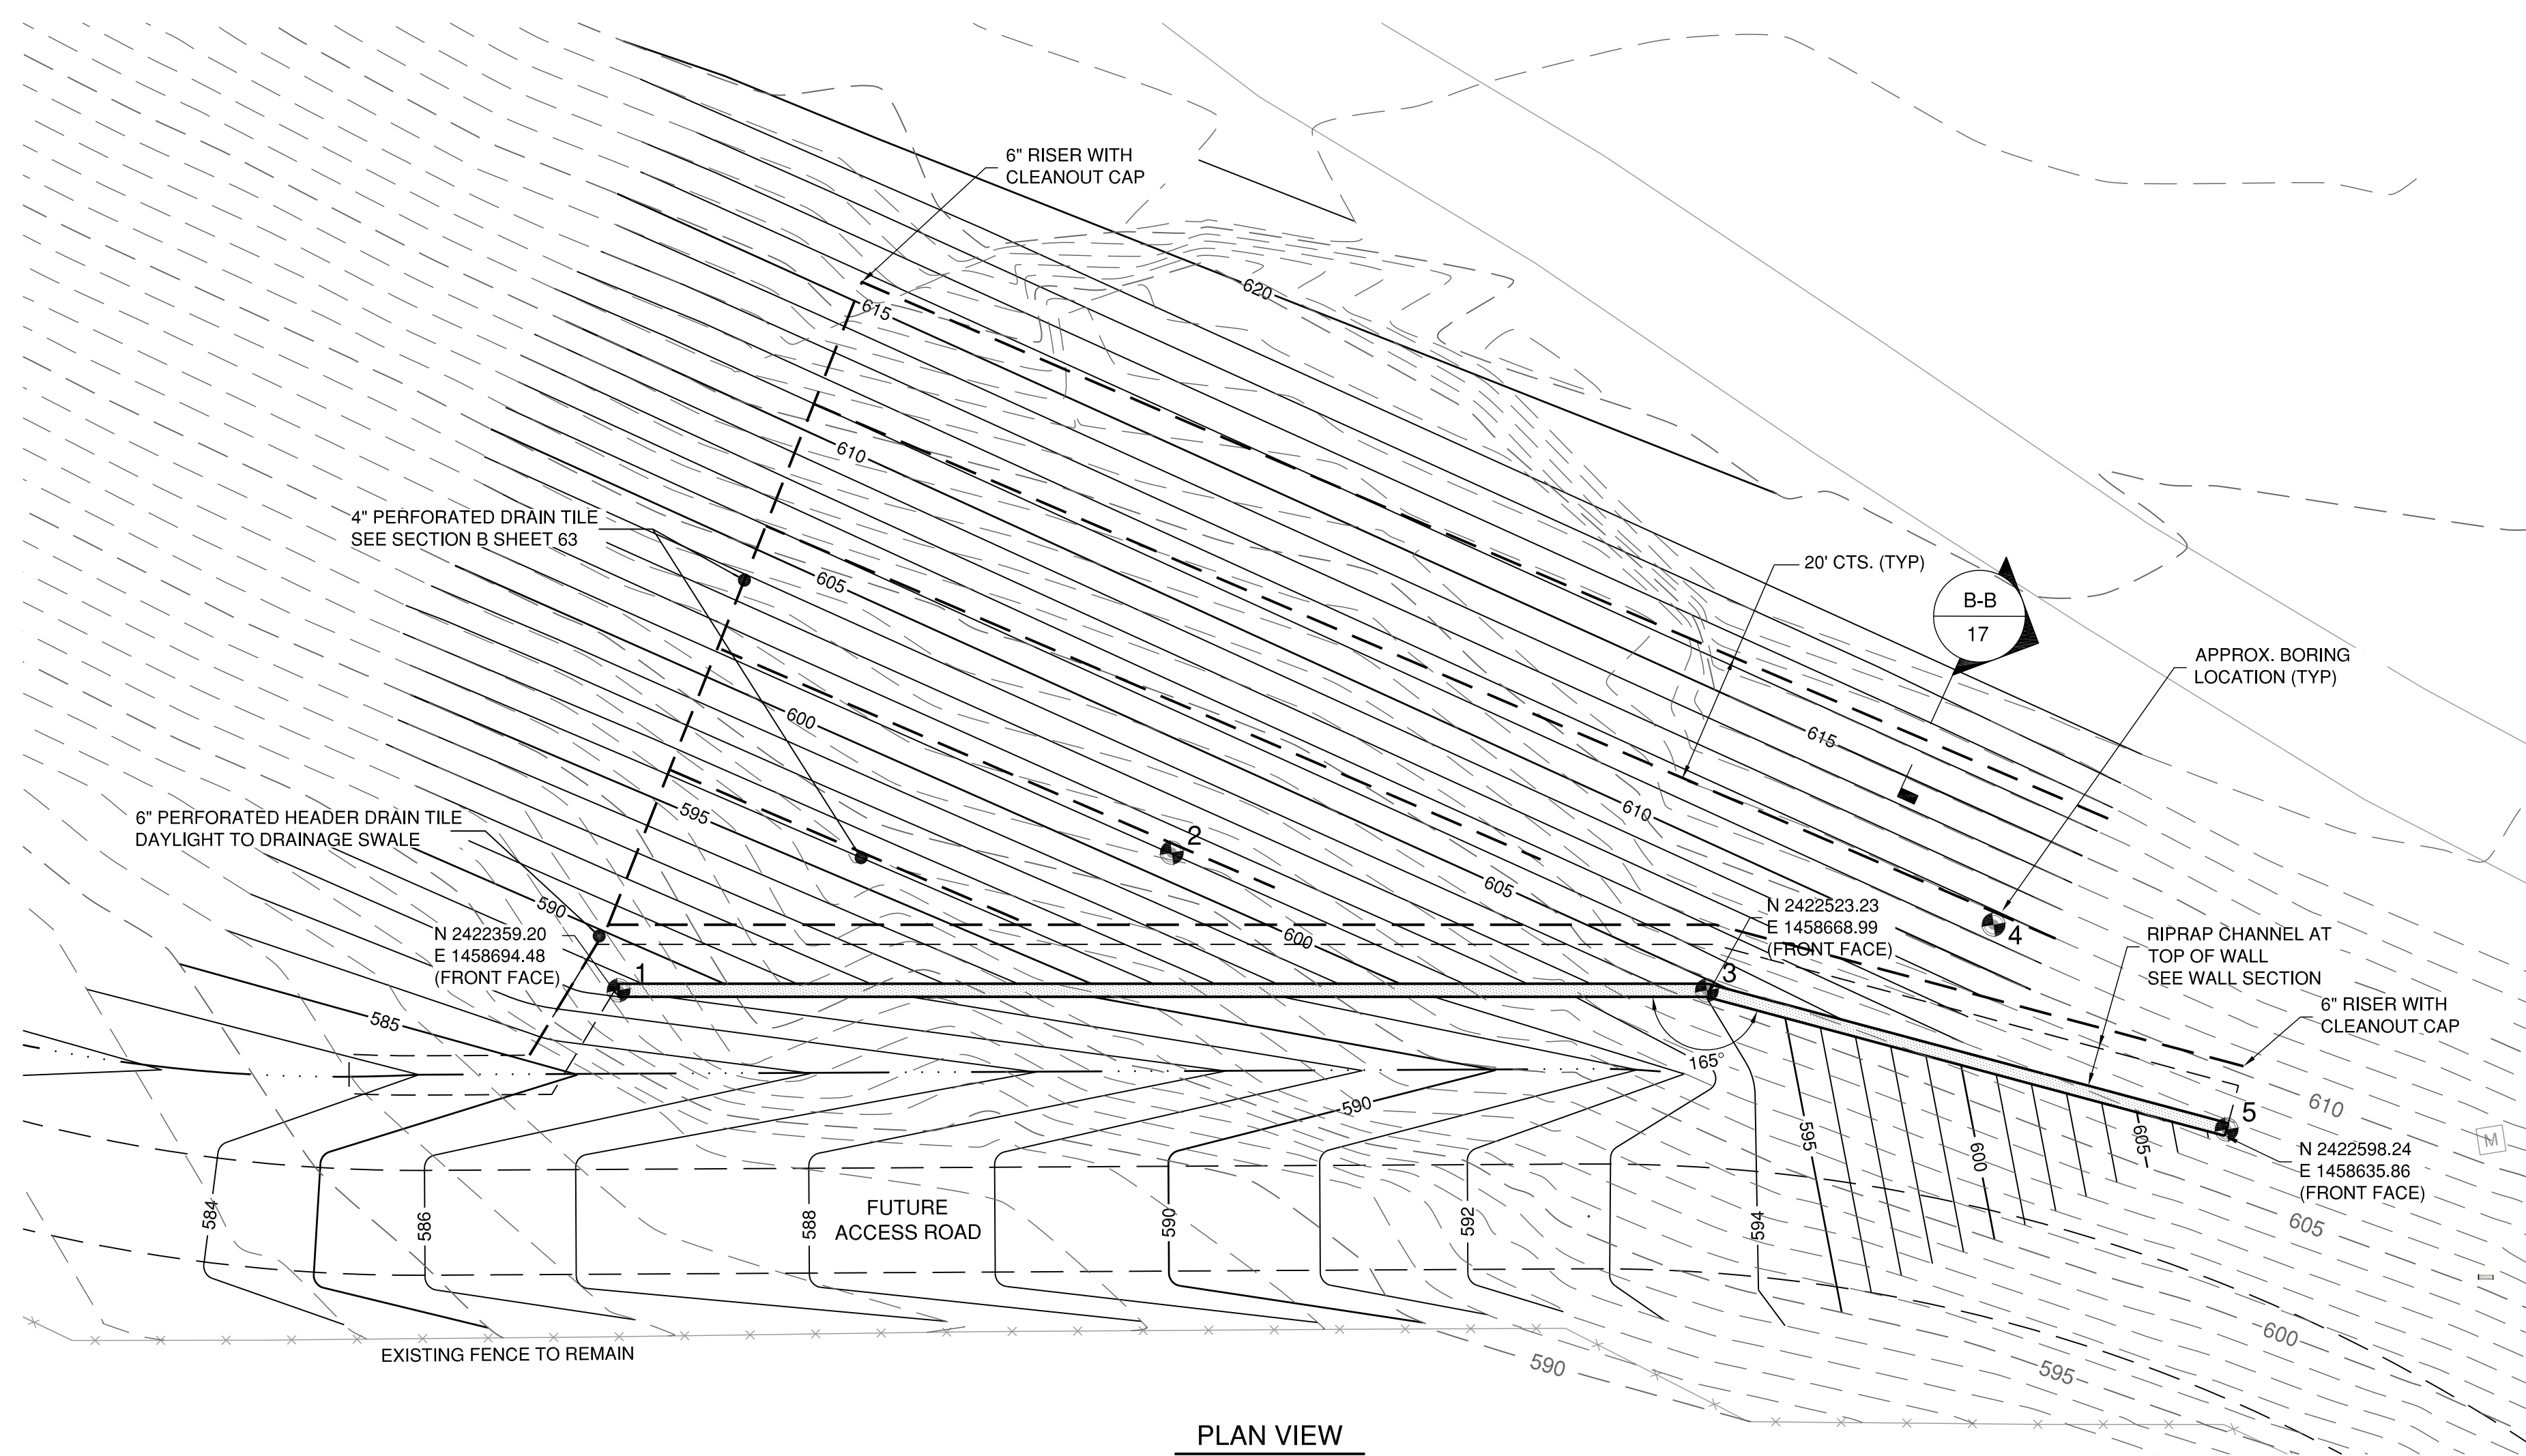 6" RISER WITH
CLEANOUT CAP
620
615
610
4" PERFORATED DRAIN TILE
SEE SECTION B SHEET 63
605
20' CTS. (TYP)
B-B
17
APPROX. BORING
LOCATION (TYP)
600
615
595
610
6" PERFORATED HEADER DRAIN TILE
DAYLIGHT TO DRAINAGE SWALE
2
605
590
N 2422359.20
E 1458694.48
(FRONT FACE)
1
600
N 2422523.23
E 1458668.99
(FRONT FACE)
3
4
RIPRAP CHANNEL AT
TOP OF WALL
SEE WALL SECTION
6" RISER WITH
CLEANOUT CAP
585
165°
590
610
5
M
595
600
605
N 2422598.24
E 1458635.86
(FRONT FACE)
584
586
588
FUTURE
ACCESS ROAD
590
592
594
605
600
EXISTING FENCE TO REMAIN
590
595
PLAN VIEW